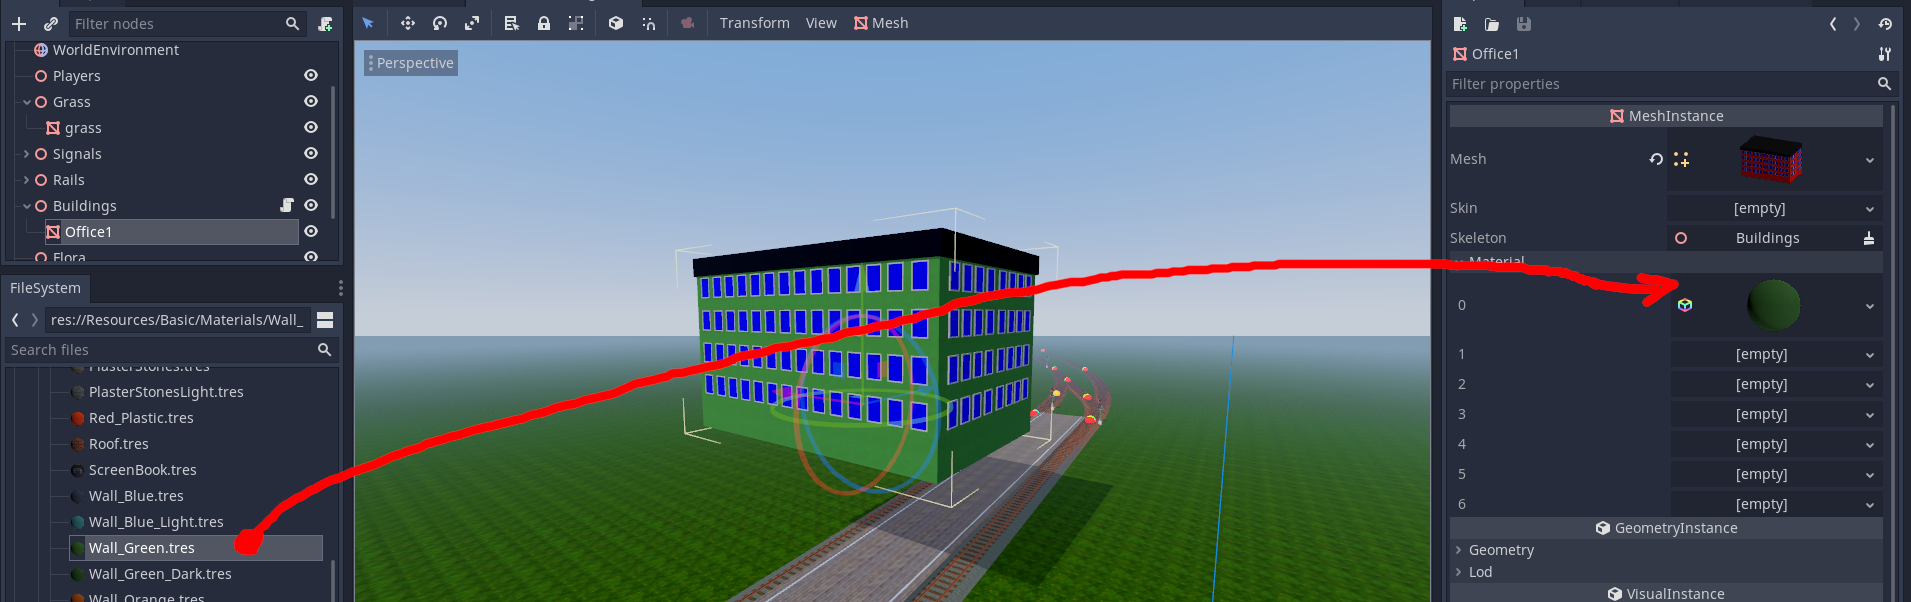 Filter nodes
WorldEnvironment
Players
Grass
grass
Signals
Rails
Buildings
Office1
Flora
FileSystem
res://Resources/Basic/Materials/Wall_
Search files
PlasterStones.tres
PlasterStonesLight.tres
Red_Plastic.tres
Roof.tres
ScreenBook.tres
Wall_Blue.tres
Wall_Blue_Light.tres
Wall_Green.tres
Wall_Green_Dark.tres
Wall_Orange.tres
Transform View Mesh
Perspective
Office1
Filter properties
MeshInstance
Mesh
Skin [empty]
Skeleton Buildings
Material
0
1 [empty]
2 [empty]
3 [empty]
4 [empty]
5 [empty]
6 [empty]
GeometryInstance
Geometry
Lod
VisualInstance